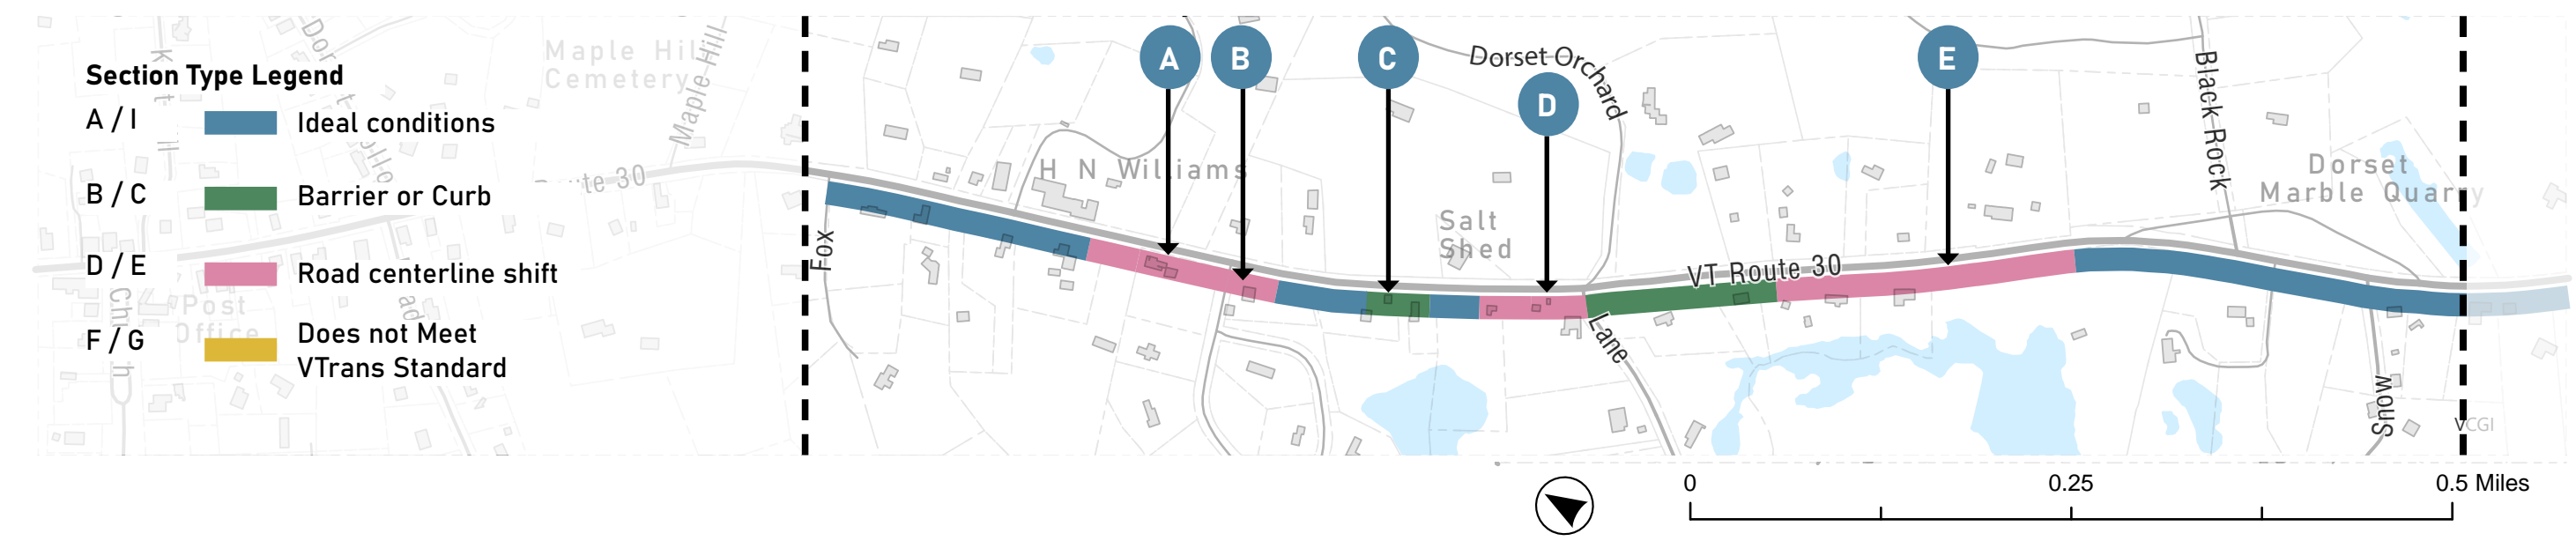 Section Type Legend
A / I Ideal conditions
B / C Barrier or Curb
D / E Road centerline shift
F / G Does not Meet
VTrans Standard
Maple Hill
Cemetery
Maple Hill
Post
Office
Church
Fox
H N Williams
A
B
C
D
E
Dorset Orchard
Salt
Shed
Lane
VT Route 30
Black Rock
Dorset
Marble Quarry
Snow
VCGI
0 0.25 0.5 Miles